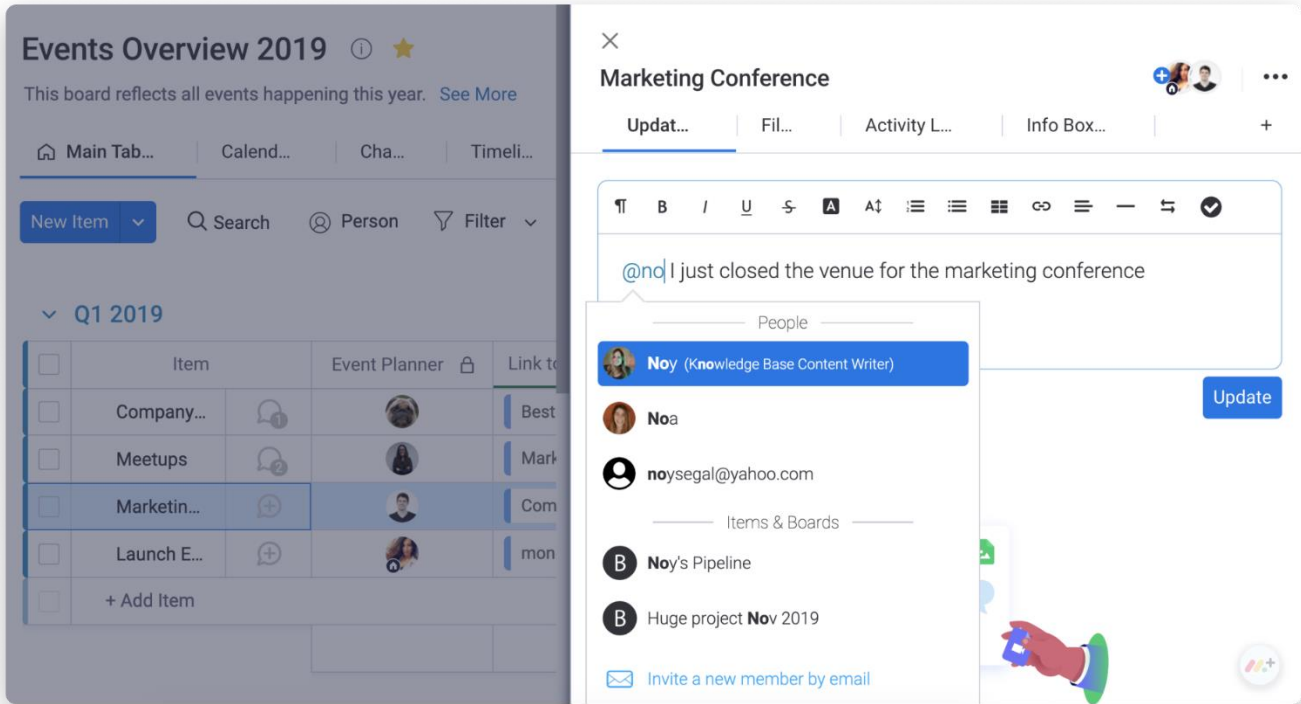 Events Overview 2019
This board reflects all events happening this year. See More
Main Tab...
Calend...
Cha...
Timeli...
New Item
Search
Person
Filter
Q1 2019
Item
Event Planner
Link to
Company...
1
Best
Meetups
2
Mark
Marketin...
Com
Launch E...
mon
+ Add Item
Marketing Conference
Updat...
Fil...
Activity L...
Info Box...
+
¶ B I U S A A
@no I just closed the venue for the marketing conference
People
Noy (Knowledge Base Content Writer)
Noa
noysegal@yahoo.com
Items & Boards
B Noy's Pipeline
B Huge project Nov 2019
Invite a new member by email
Update